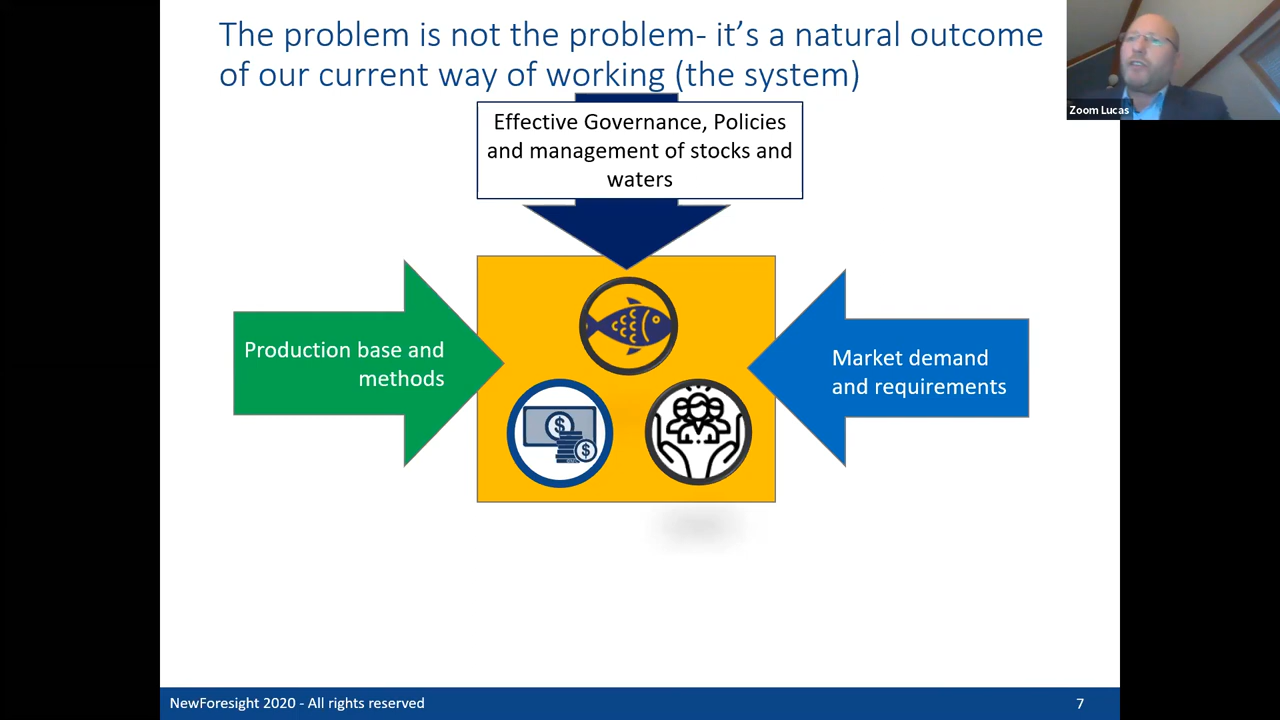 The problem is not the problem- it’s a natural outcome
of our current way of working (the system)
Zoom Lucas
Effective Governance, Policies
and management of stocks and
waters
Production base and
methods
Market demand
and requirements
$
$
NewForesight 2020 - All rights reserved
7